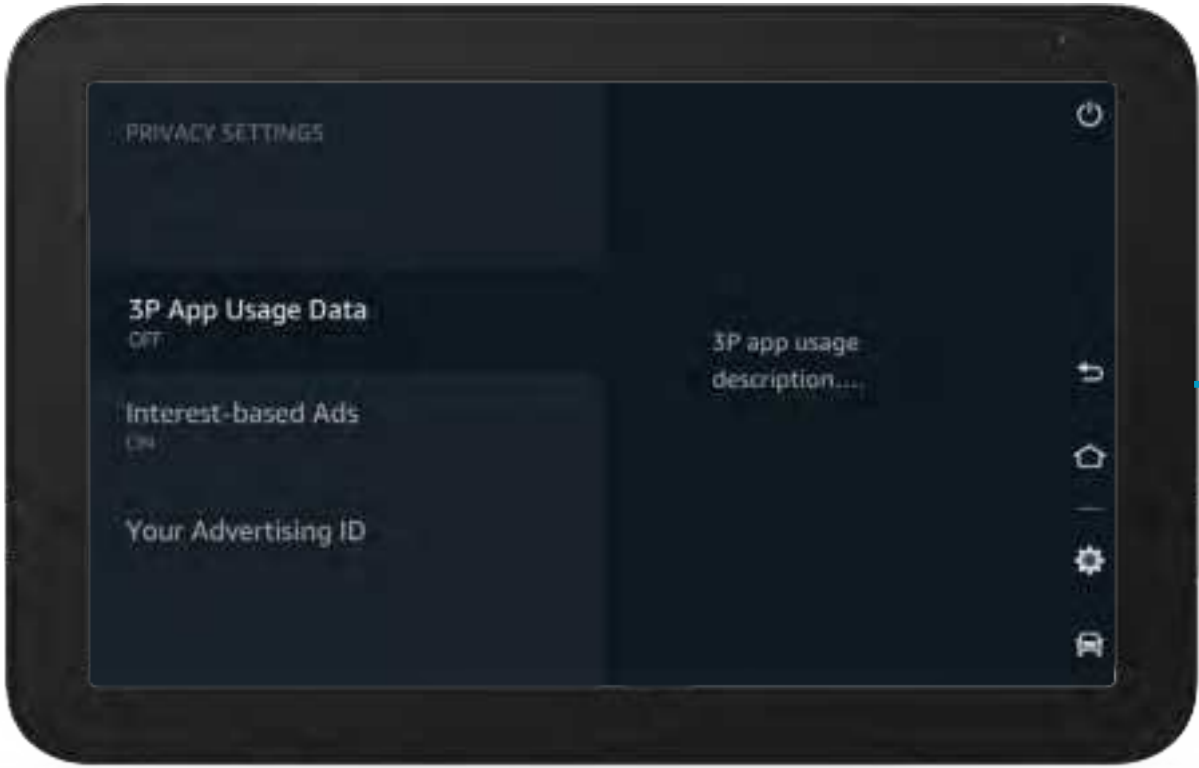 PRIVACY SETTINGS
3P App Usage Data
OFF
Interest-based Ads
ON
Your Advertising ID
3P app usage
description....